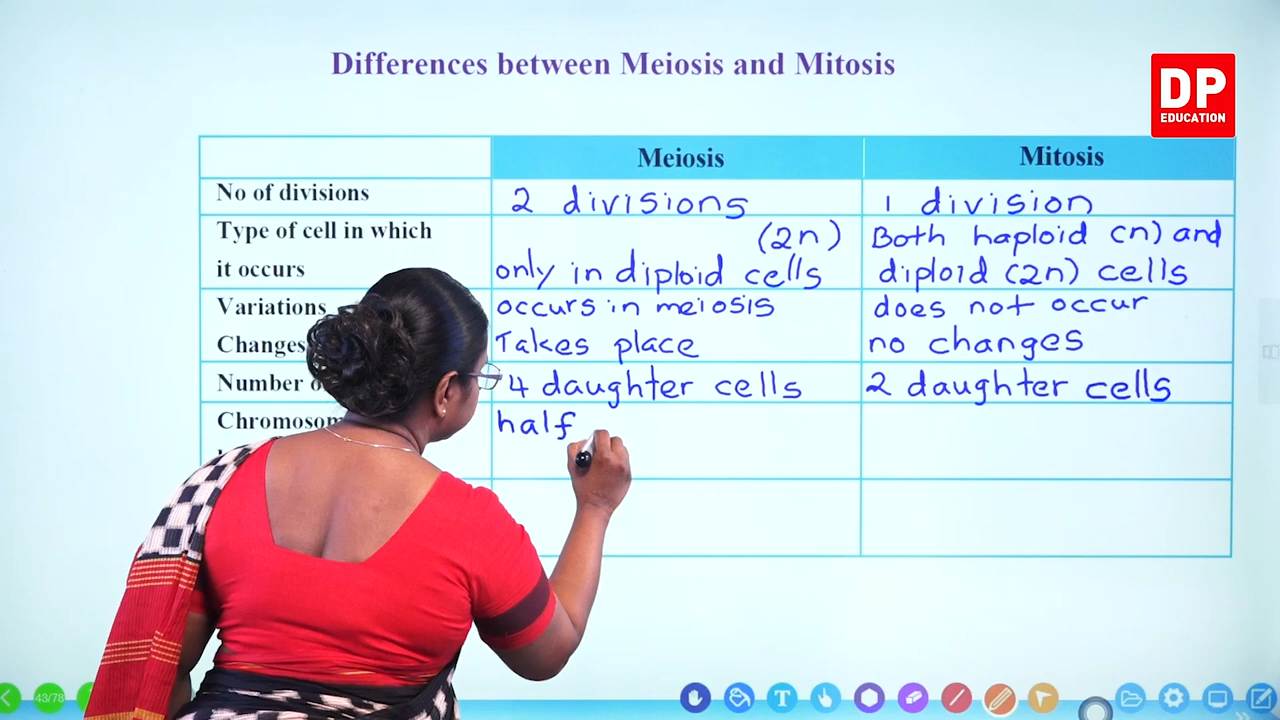 Differences between Meiosis and Mitosis
DP
EDUCATION
Meiosis
Mitosis
No of divisions
2 divisions
1 division
Type of cell in which
it occurs
(2n)
only in diploid cells
Both haploid (n) and
diploid (2n) cells
Variations
occurs in meiosis
does not occur
Changes
Takes place
no changes
Number
4 daughter cells
2 daughter cells
half
43/78